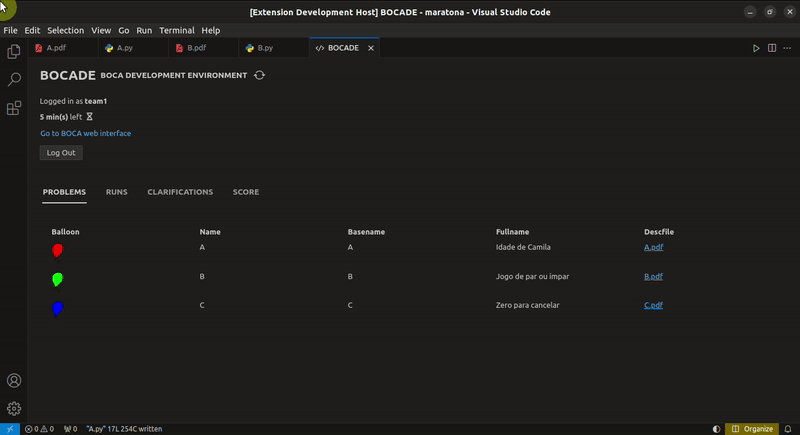 [Extension Development Host] BOCADE - maratona - Visual Studio Code
File Edit Selection View Go Run Terminal Help
A.pdf A.py B.pdf B.py BOCADE
BOCADE BOCA DEVELOPMENT ENVIRONMENT
Logged in as team1
5 min(s) left
Go to BOCA web interface
Log Out
PROBLEMS RUNS CLARIFICATIONS SCORE
Balloon Name Basename Fullname Descfile
A A Idade de Camila A.pdf
B B Jogo de par ou impar B.pdf
C C Zero para cancelar C.pdf
0 0 0 "A.py" 17L 254C written Organize